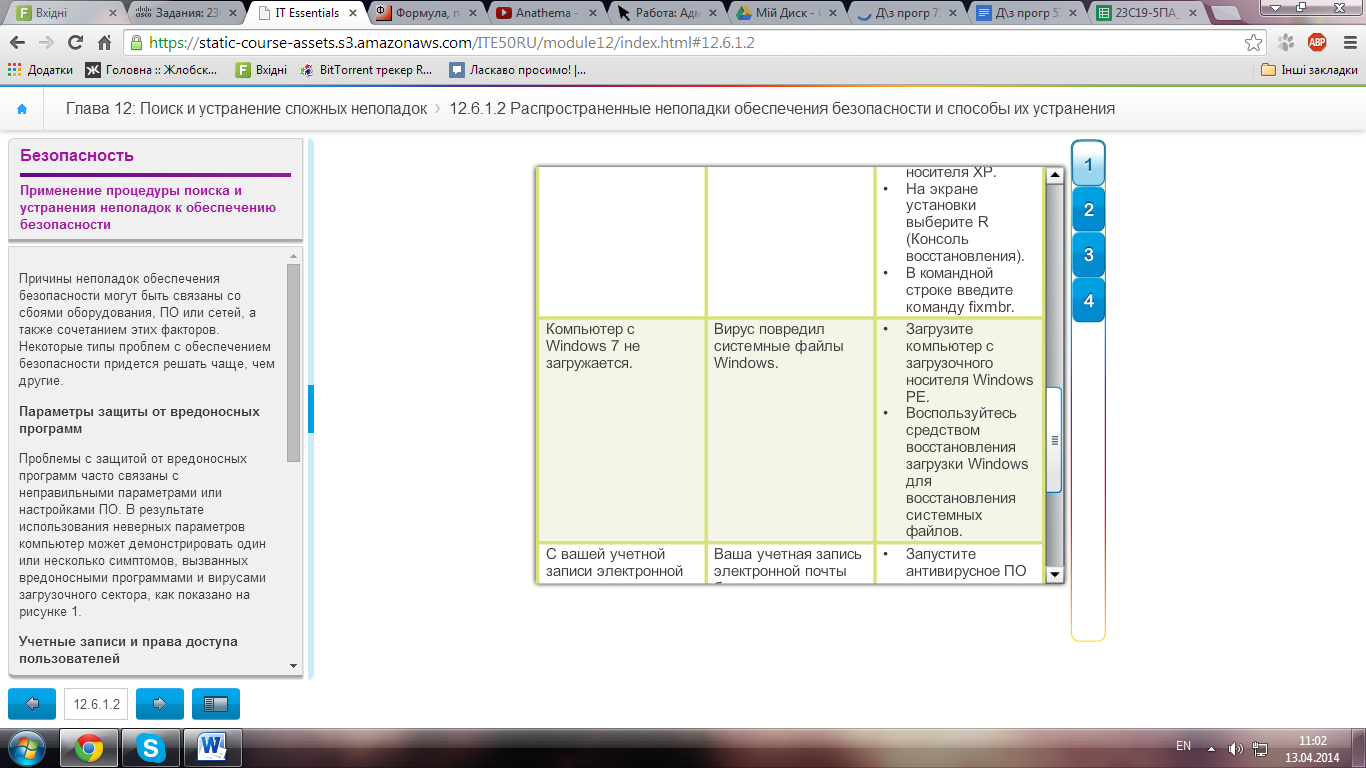 Вхідні
Задания: 23
IT Essentials
Формула, п
Anathema -
Работа: Адм
Мій Диск - 
Д\з прогр 7
Д\з прогр 5
23С19-5ПА_
https://static-course-assets.s3.amazonaws.com/ITE50RU/module12/index.html#12.6.1.2
ABP
Додатки
Ж Головна :: Жлобск...
F Вхідні
BitTorrent трекер R...
Ласкаво просимо! |...
Інші закладки
Глава 12: Поиск и устранение сложных неполадок
12.6.1.2 Распространенные неполадки обеспечения безопасности и способы их устранения
Безопасность
Применение процедуры поиска и
устранения неполадок к обеспечению
безопасности
Причины неполадок обеспечения
безопасности могут быть связаны со
сбоями оборудования, ПО или сетей, а
также сочетанием этих факторов.
Некоторые типы проблем с обеспечением
безопасности придется решать чаще, чем
другие.
Параметры защиты от вредоносных
программ
Проблемы с защитой от вредоносных
программ часто связаны с
неправильными параметрами или
настройками ПО. В результате
использования неверных параметров
компьютер может демонстрировать один
или несколько симптомов, вызванных
вредоносными программами и вирусами
загрузочного сектора, как показано на
рисунке 1.
Учетные записи и права доступа
пользователей
12.6.1.2
носителя XP.
• На экране
установки
выберите R
(Консоль
восстановления).
• В командной
строке введите
команду fixmbr.
Компьютер с
Windows 7 не
загружается.
Вирус повредил
системные файлы
Windows.
• Загрузите
компьютер с
загрузочного
носителя Windows
PE.
• Воспользуйтесь
средством
восстановления
загрузки Windows
для
восстановления
системных
файлов.
С вашей учетной
записи электронной
Ваша учетная запись
электронной почты
• Запустите
антивирусное ПО
1
2
3
4
EN
11:02
13.04.2014